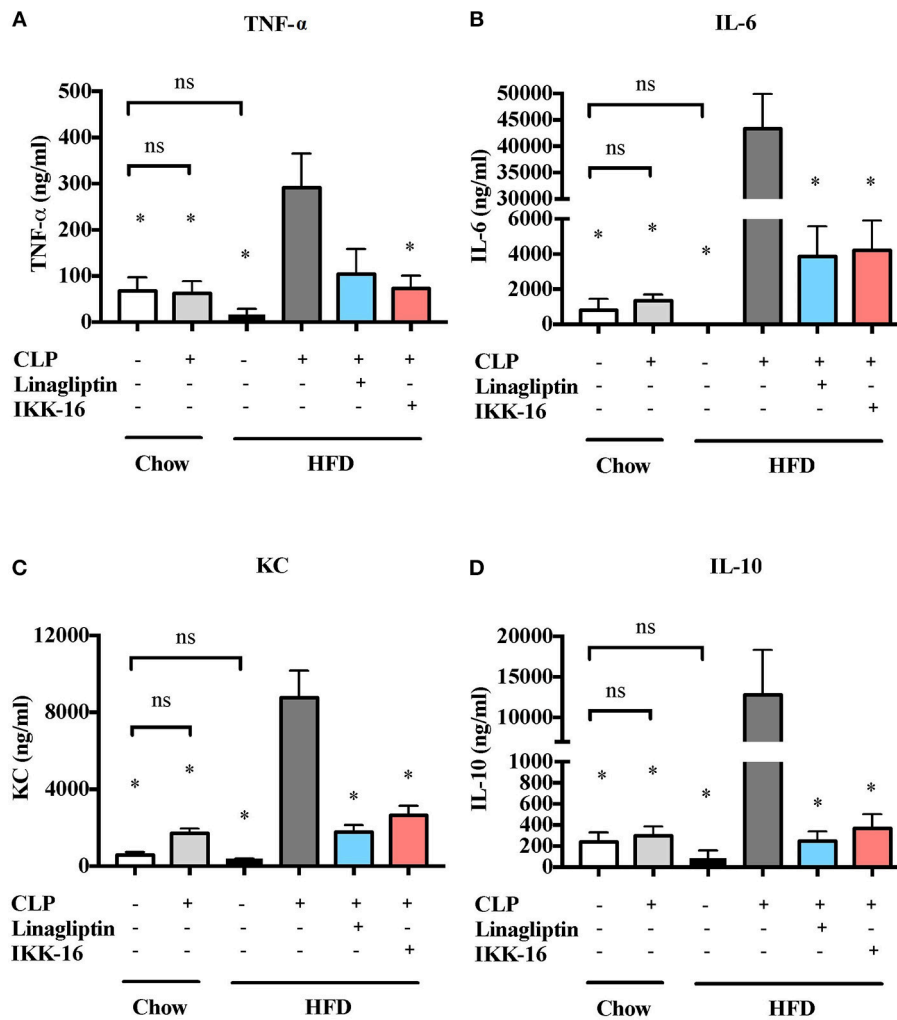 A
TNF-α
ns
ns
500
400
300
200
100
0
TNF-α (ng/ml)
* * * *
CLP - + - + + +
Linagliptin - - - - + -
IKK-16 - - - - - +
Chow HFD
B
IL-6
ns
ns
50000
45000
40000
35000
30000
6000
4000
2000
0
IL-6 (ng/ml)
* * * * *
CLP - + - + + +
Linagliptin - - - - + -
IKK-16 - - - - - +
Chow HFD
C
KC
ns
ns
12000
8000
4000
0
KC (ng/ml)
* * * * *
CLP - + - + + +
Linagliptin - - - - + -
IKK-16 - - - - - +
Chow HFD
D
IL-10
ns
ns
20000
15000
10000
1000
800
600
400
200
0
IL-10 (ng/ml)
* * * * *
CLP - + - + + +
Linagliptin - - - - + -
IKK-16 - - - - - +
Chow HFD